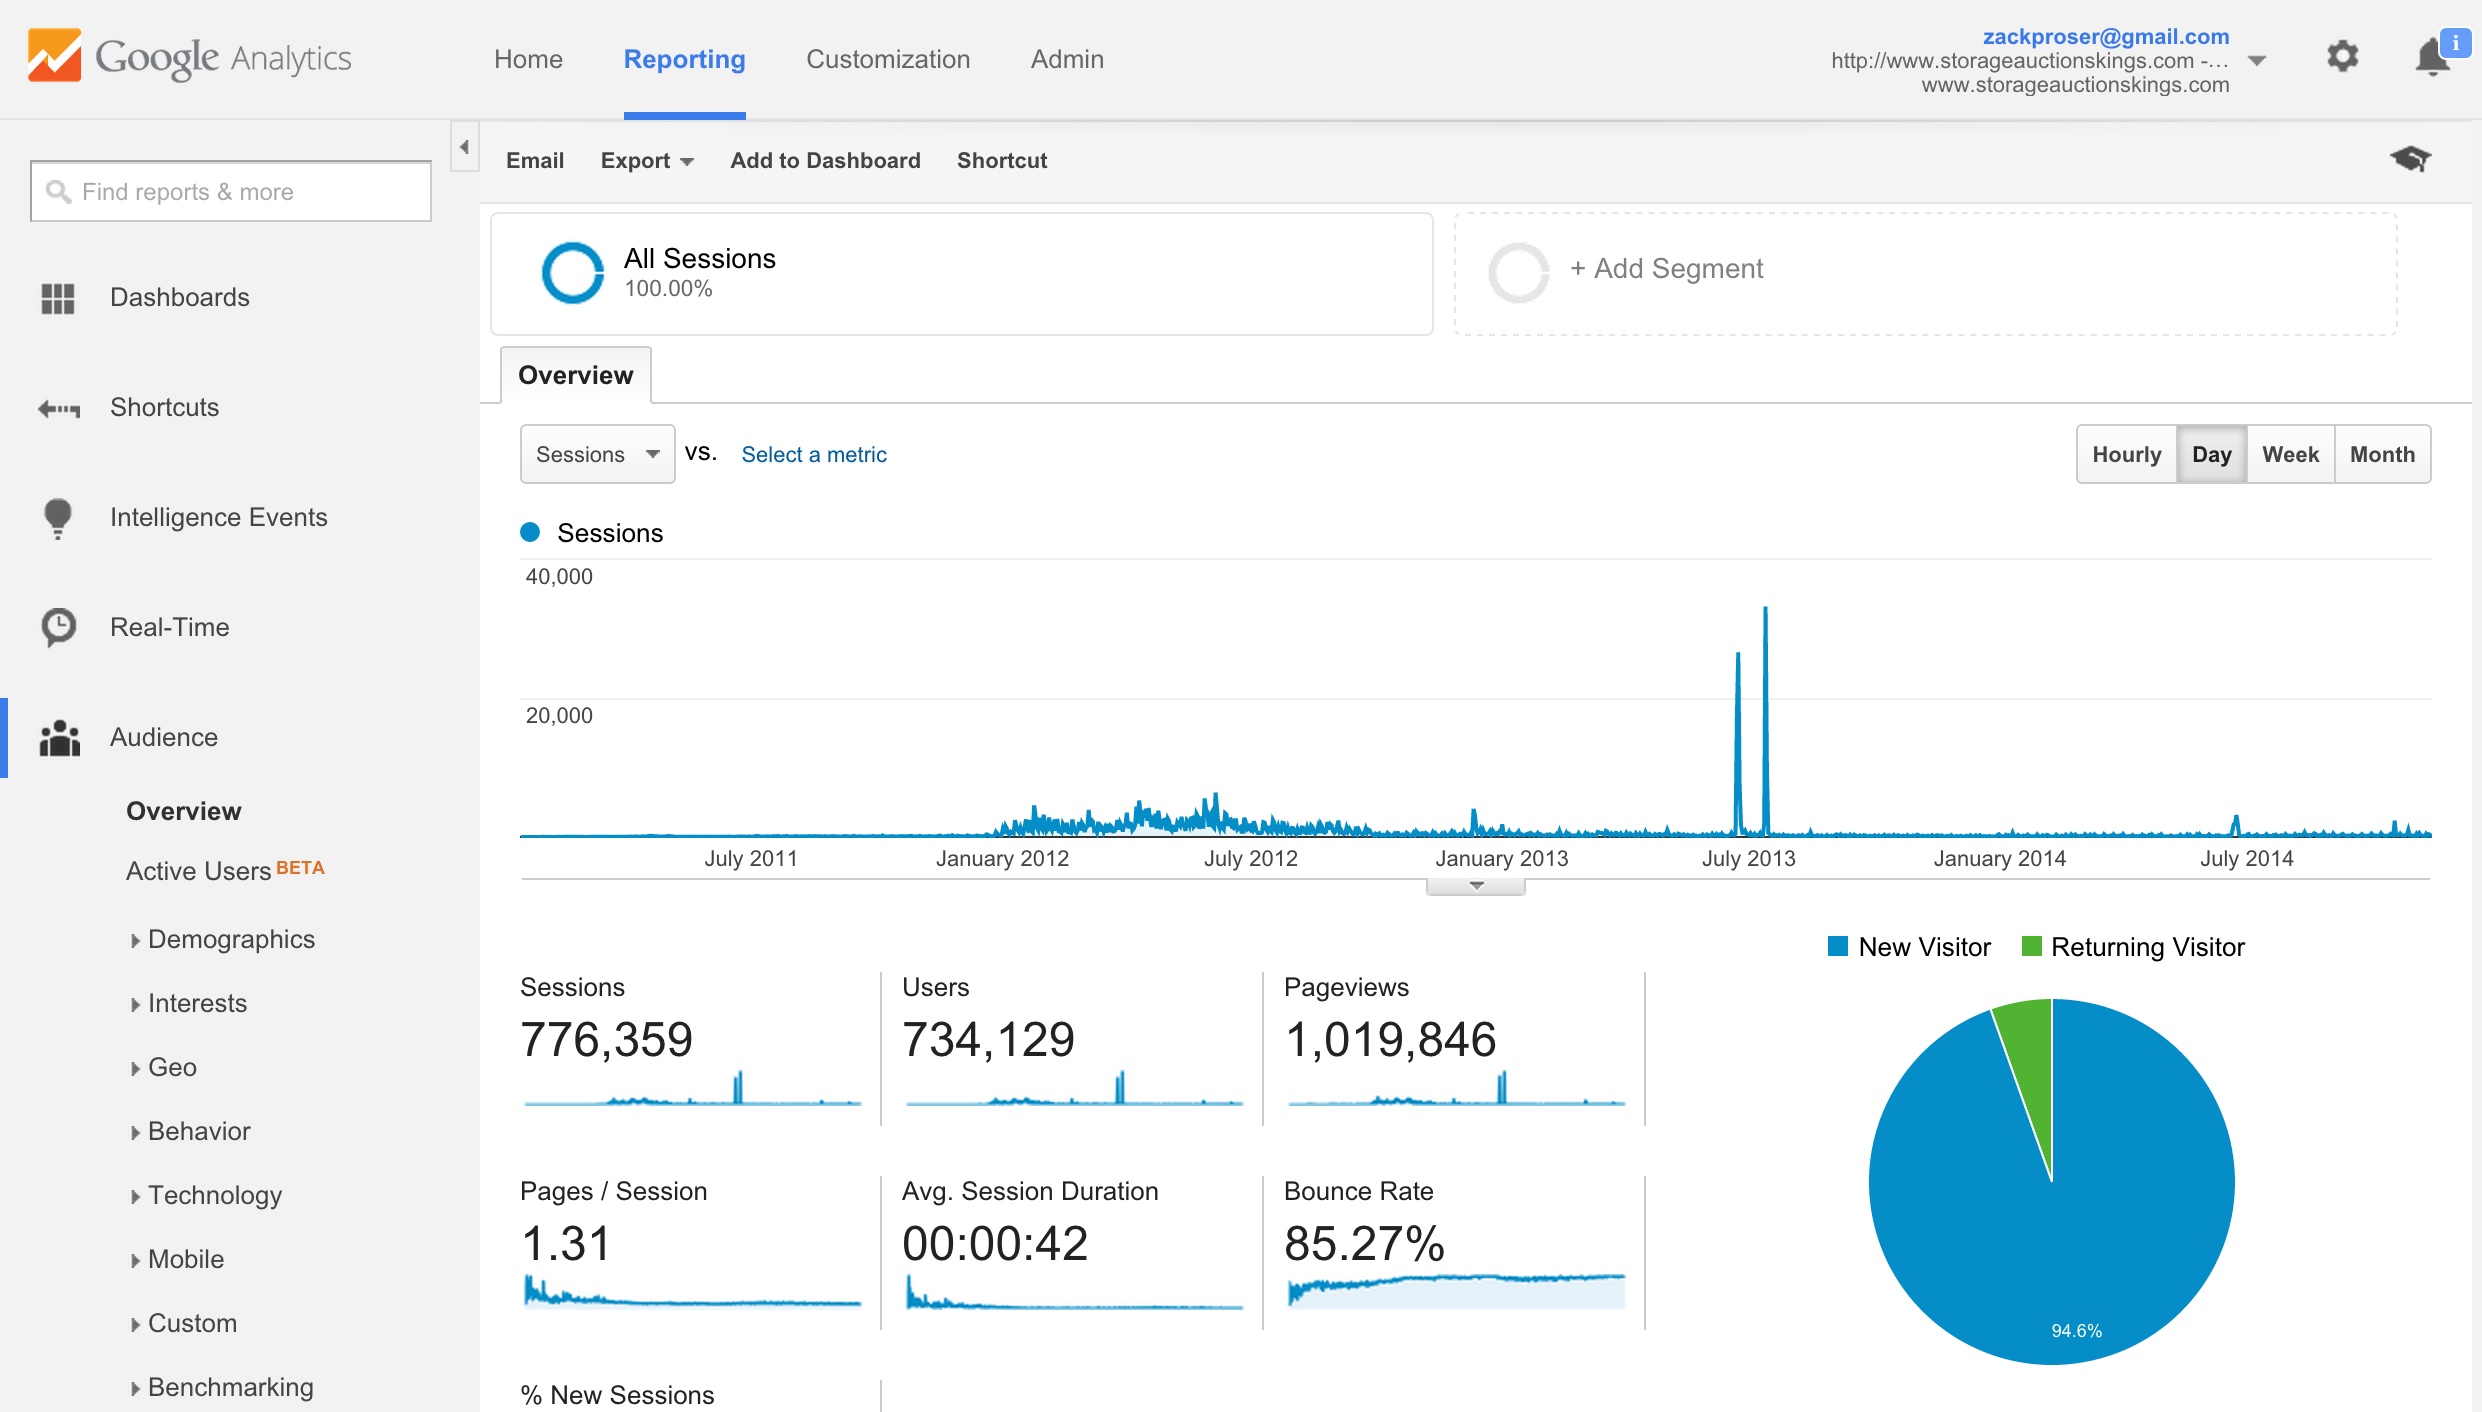 Google Analytics
Home Reporting Customization Admin
zackproser@gmail.com
http://www.storageauctionskings.com -...
www.storageauctionskings.com
i
Find reports & more
Dashboards
Shortcuts
Intelligence Events
Real-Time
Audience
Overview
Active Users BETA
Demographics
Interests
Geo
Behavior
Technology
Mobile
Custom
Benchmarking
Email Export Add to Dashboard Shortcut
All Sessions
100.00%
+ Add Segment
Overview
Sessions vs. Select a metric
Hourly Day Week Month
Sessions
40,000
20,000
July 2011 January 2012 July 2012 January 2013 July 2013 January 2014 July 2014
Sessions
776,359
Users
734,129
Pageviews
1,019,846
Pages / Session
1.31
Avg. Session Duration
00:00:42
Bounce Rate
85.27%
% New Sessions
New Visitor Returning Visitor
94.6%